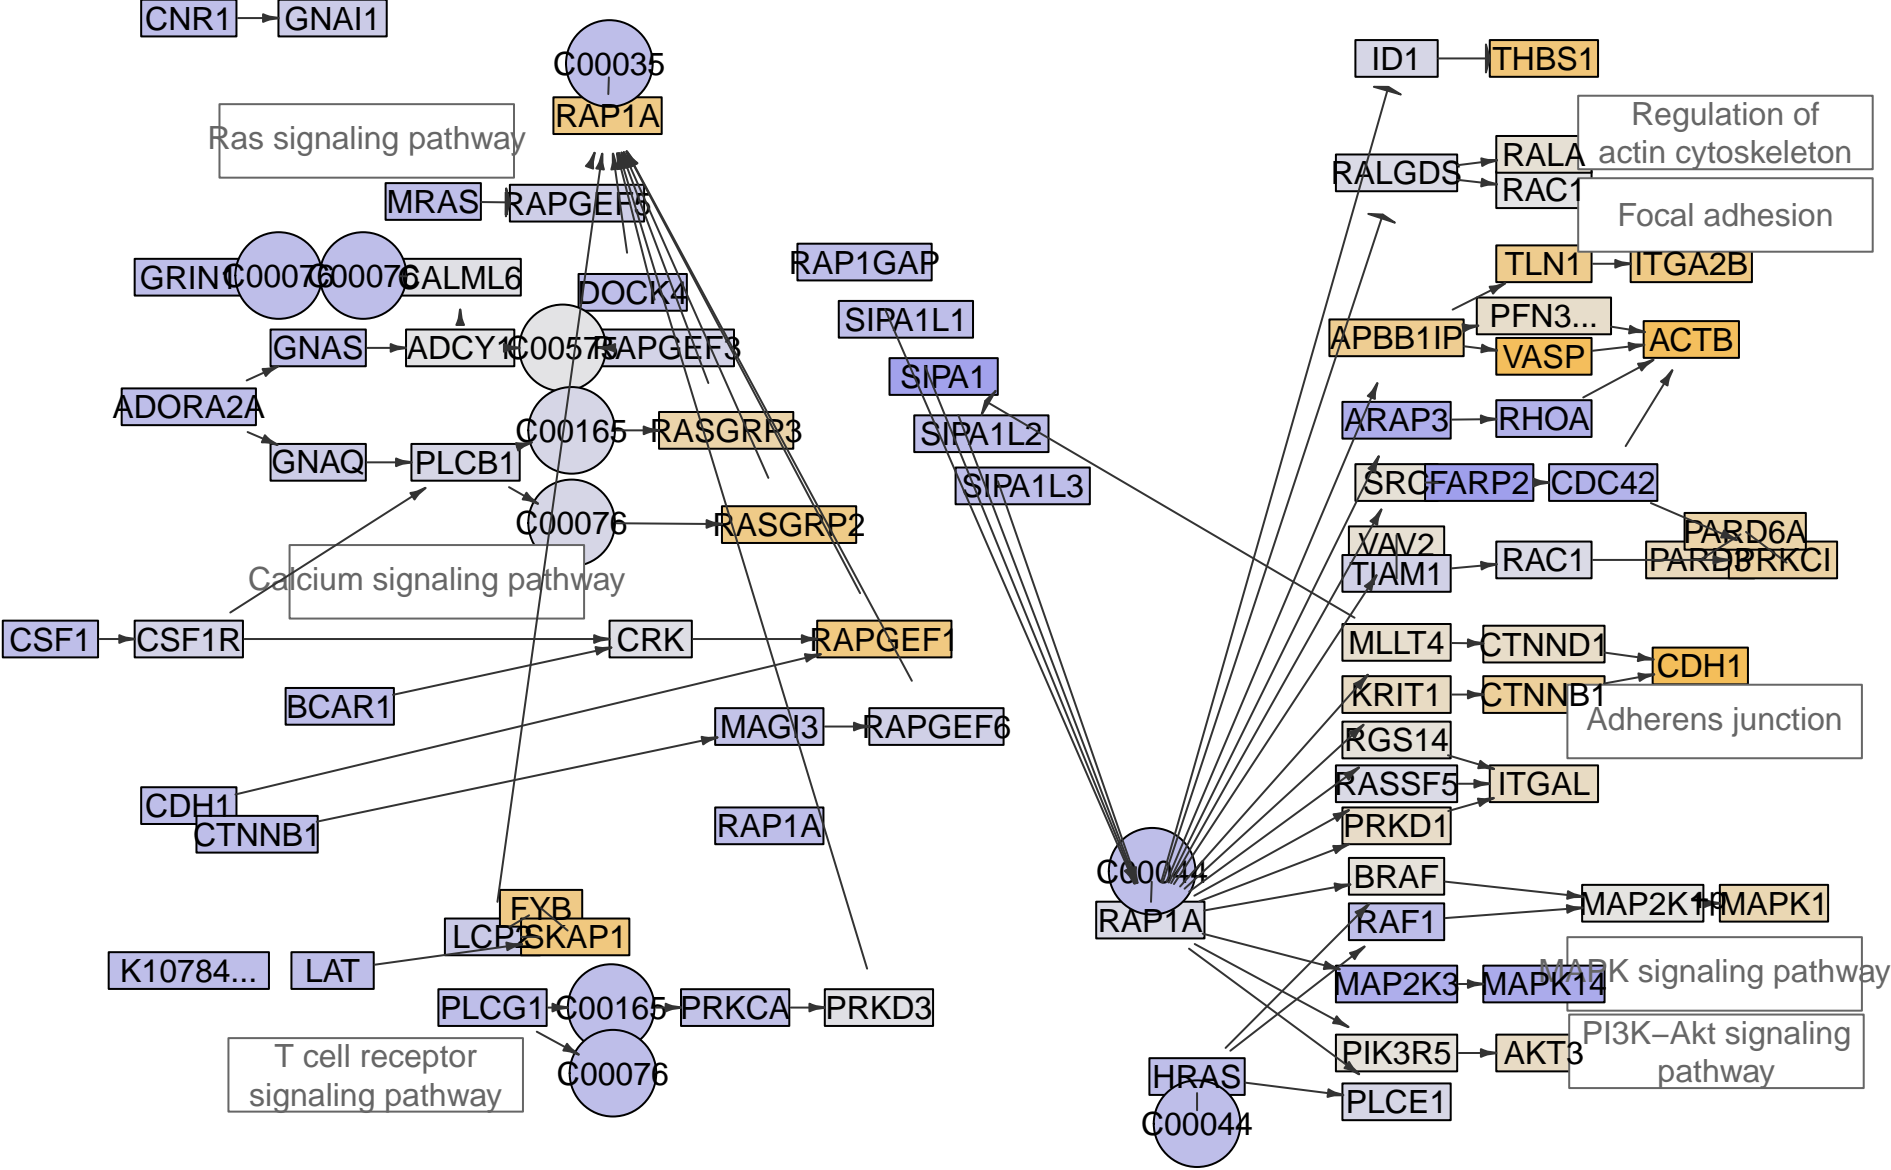 CNR1
GNAI1
C00035
RAP1A
Ras signaling pathway
MRAS
RAPGEF5
GRIN1
C00076
C00076
CALML6
DOCK4
GNAS
ADCY1
C00575
RAPGEF3
ADORA2A
GNAQ
PLCB1
C00165
RASGRP3
C00076
RASGRP2
Calcium signaling pathway
CSF1
CSF1R
CRK
RAPGEF1
BCAR1
MAGI3
RAPGEF6
CDH1
CTNNB1
RAP1A
FYB
LCP2
SKAP1
K10784...
LAT
PLCG1
C00165
PRKCA
PRKD3
C00076
T cell receptor
signaling pathway
RAP1GAP
SIPA1L1
SIPA1
SIPA1L2
SIPA1L3
C00044
RAP1A
HRAS
C00044
ID1
THBS1
Regulation of
actin cytoskeleton
RALGDS
RALA
RAC1
Focal adhesion
TLN1
ITGA2B
APBB1IP
PFN3...
VASP
ACTB
ARAP3
RHOA
SRC
FARP2
CDC42
VAV2
TIAM1
RAC1
PARD6A
PARD3
PRKCI
MLLT4
CTNND1
CDH1
KRIT1
CTNNB1
Adherens junction
RGS14
RASSF5
ITGAL
PRKD1
BRAF
RAF1
MAP2K1
+p
MAPK1
MAPK signaling pathway
MAP2K3
MAPK14
PIK3R5
AKT3
PI3K−Akt signaling
pathway
PLCE1